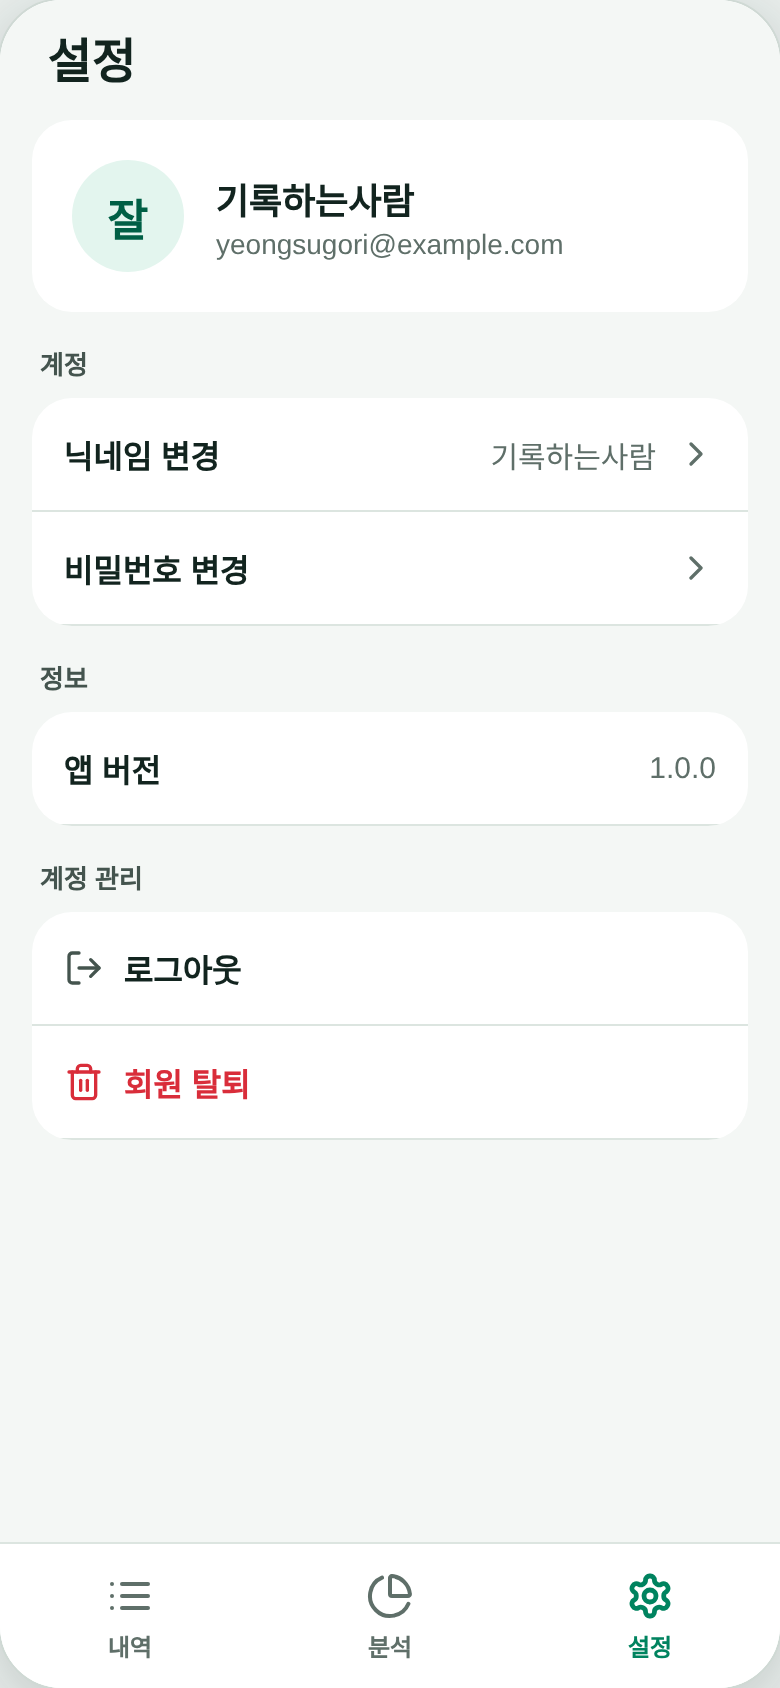 설정
잘
기록하는사람
yeongsugori@example.com
계정
닉네임 변경 기록하는사람
비밀번호 변경
정보
앱 버전 1.0.0
계정 관리
로그아웃
회원 탈퇴
내역 분석 설정